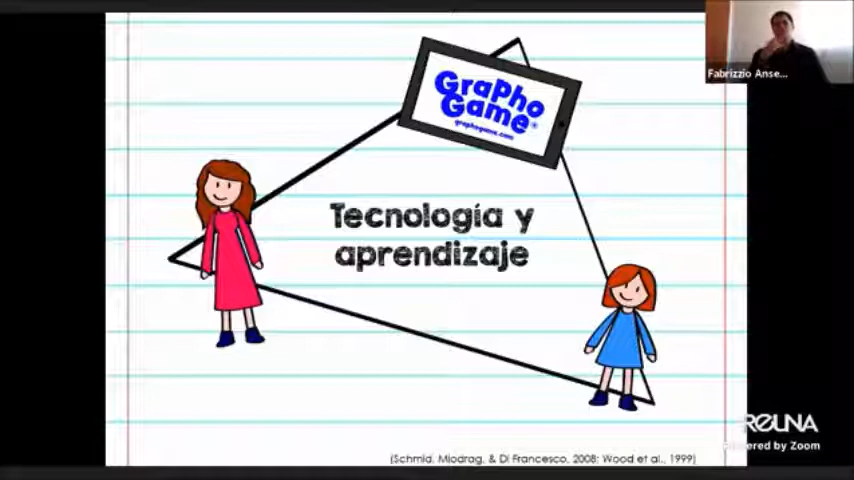 GraPho
Game®
graphogame.com
Fabrizzio Anse...
Tecnología y
aprendizaje
REUNA
Powered by Zoom
(Schmid, Miodrag, & Di Francesco, 2008; Wood et al., 1999)